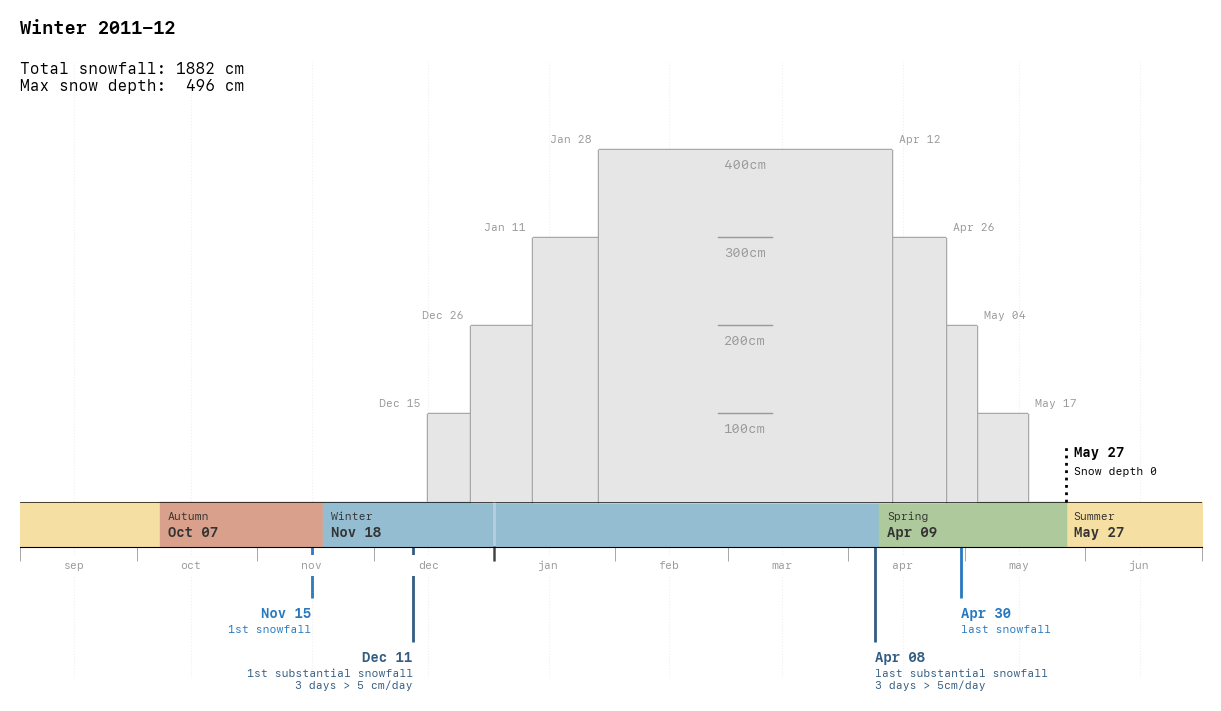 Winter 2011–12
Total snowfall: 1882 cm
Max snow depth: 496 cm
Jan 28
Apr 12
400cm
Jan 11
Apr 26
300cm
Dec 26
May 04
200cm
Dec 15
May 17
100cm
May 27
Snow depth 0
Autumn
Oct 07
Winter
Nov 18
Spring
Apr 09
Summer
May 27
sep
oct
nov
dec
jan
feb
mar
apr
may
jun
Nov 15
1st snowfall
Apr 30
last snowfall
Dec 11
1st substantial snowfall
3 days > 5 cm/day
Apr 08
last substantial snowfall
3 days > 5cm/day